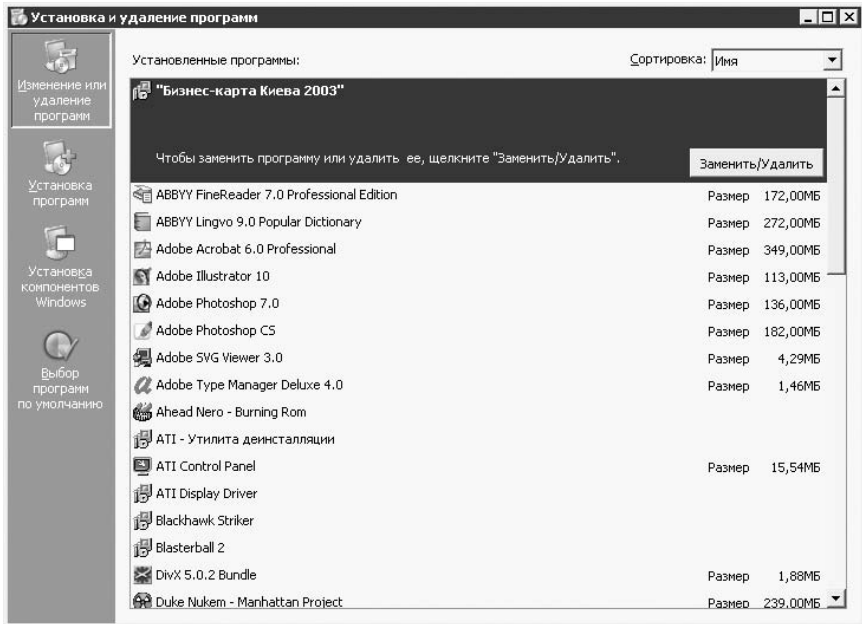 Установка и удаление программ
Изменение или
удаление
программ
Установка
программ
Установка
компонентов
Windows
Выбор
программ
по умолчанию
Установленные программы:
Сортировка: Имя
"Бизнес-карта Киева 2003"
Чтобы заменить программу или удалить ее, щелкните "Заменить/Удалить".
Заменить/Удалить
ABBYY FineReader 7.0 Professional Edition Размер 172,00МБ
ABBYY Lingvo 9.0 Popular Dictionary Размер 272,00МБ
Adobe Acrobat 6.0 Professional Размер 349,00МБ
Adobe Illustrator 10 Размер 113,00МБ
Adobe Photoshop 7.0 Размер 136,00МБ
Adobe Photoshop CS Размер 182,00МБ
Adobe SVG Viewer 3.0 Размер 4,29МБ
Adobe Type Manager Deluxe 4.0 Размер 1,46МБ
Ahead Nero - Burning Rom
ATI - Утилита деинсталляции
ATI Control Panel Размер 15,54МБ
ATI Display Driver
Blackhawk Striker
Blasterball 2
DivX 5.0.2 Bundle Размер 1,88МБ
Duke Nukem - Manhattan Project Размер 239,00МБ